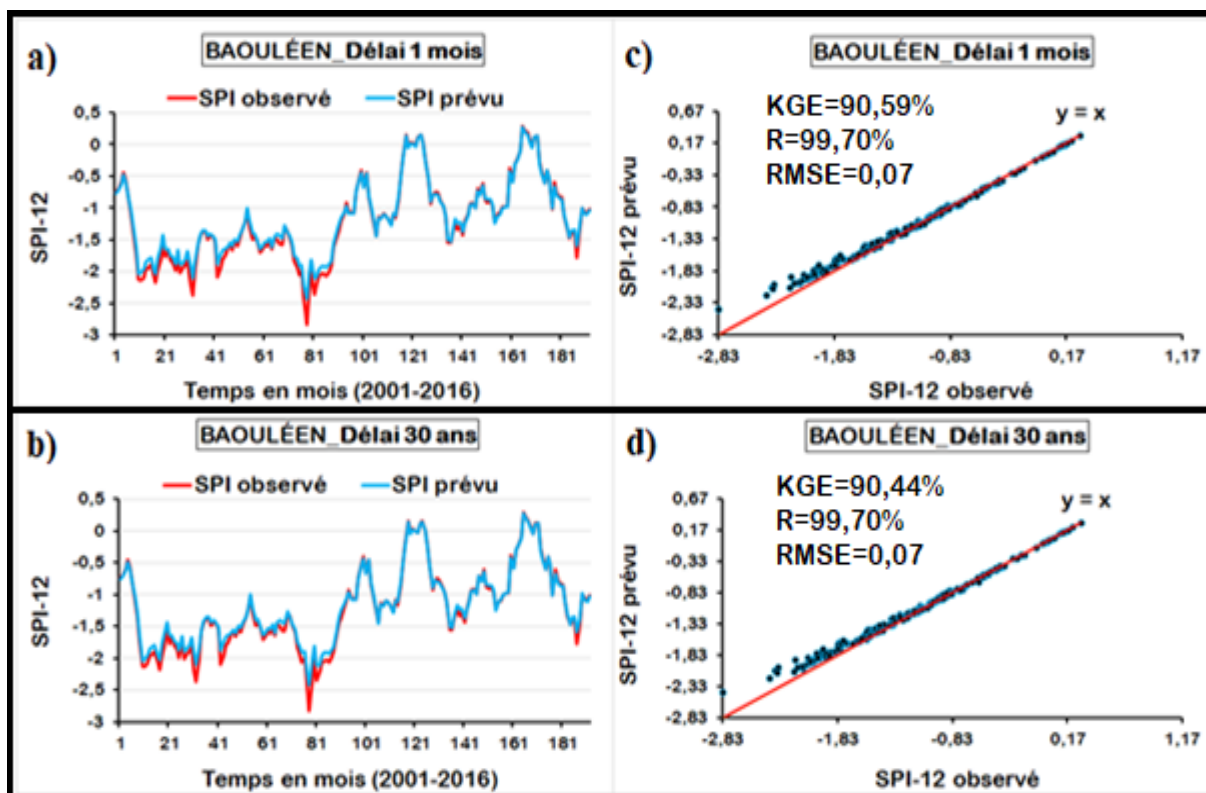 a)
BAOULÉEN_Délai 1 mois
SPI observé SPI prévu
SPI-12
0,5
0
-0,5
-1
-1,5
-2
-2,5
-3
1 21 41 61 81 101 121 141 161 181
Temps en mois (2001-2016)
c)
BAOULÉEN_Délai 1 mois
KGE=90,59%
R=99,70%
RMSE=0,07
y = x
SPI-12 prévu
0,67
0,17
-0,33
-0,83
-1,33
-1,83
-2,33
-2,83
-2,83 -1,83 -0,83 0,17 1,17
SPI-12 observé
b)
BAOULÉEN_Délai 30 ans
SPI observé SPI prévu
SPI-12
0,5
0
-0,5
-1
-1,5
-2
-2,5
-3
1 21 41 61 81 101 121 141 161 181
Temps en mois (2001-2016)
d)
BAOULÉEN_Délai 30 ans
KGE=90,44%
R=99,70%
RMSE=0,07
y = x
SPI-12 prévu
0,67
0,17
-0,33
-0,83
-1,33
-1,83
-2,33
-2,83
-2,83 -1,83 -0,83 0,17 1,17
SPI-12 observé